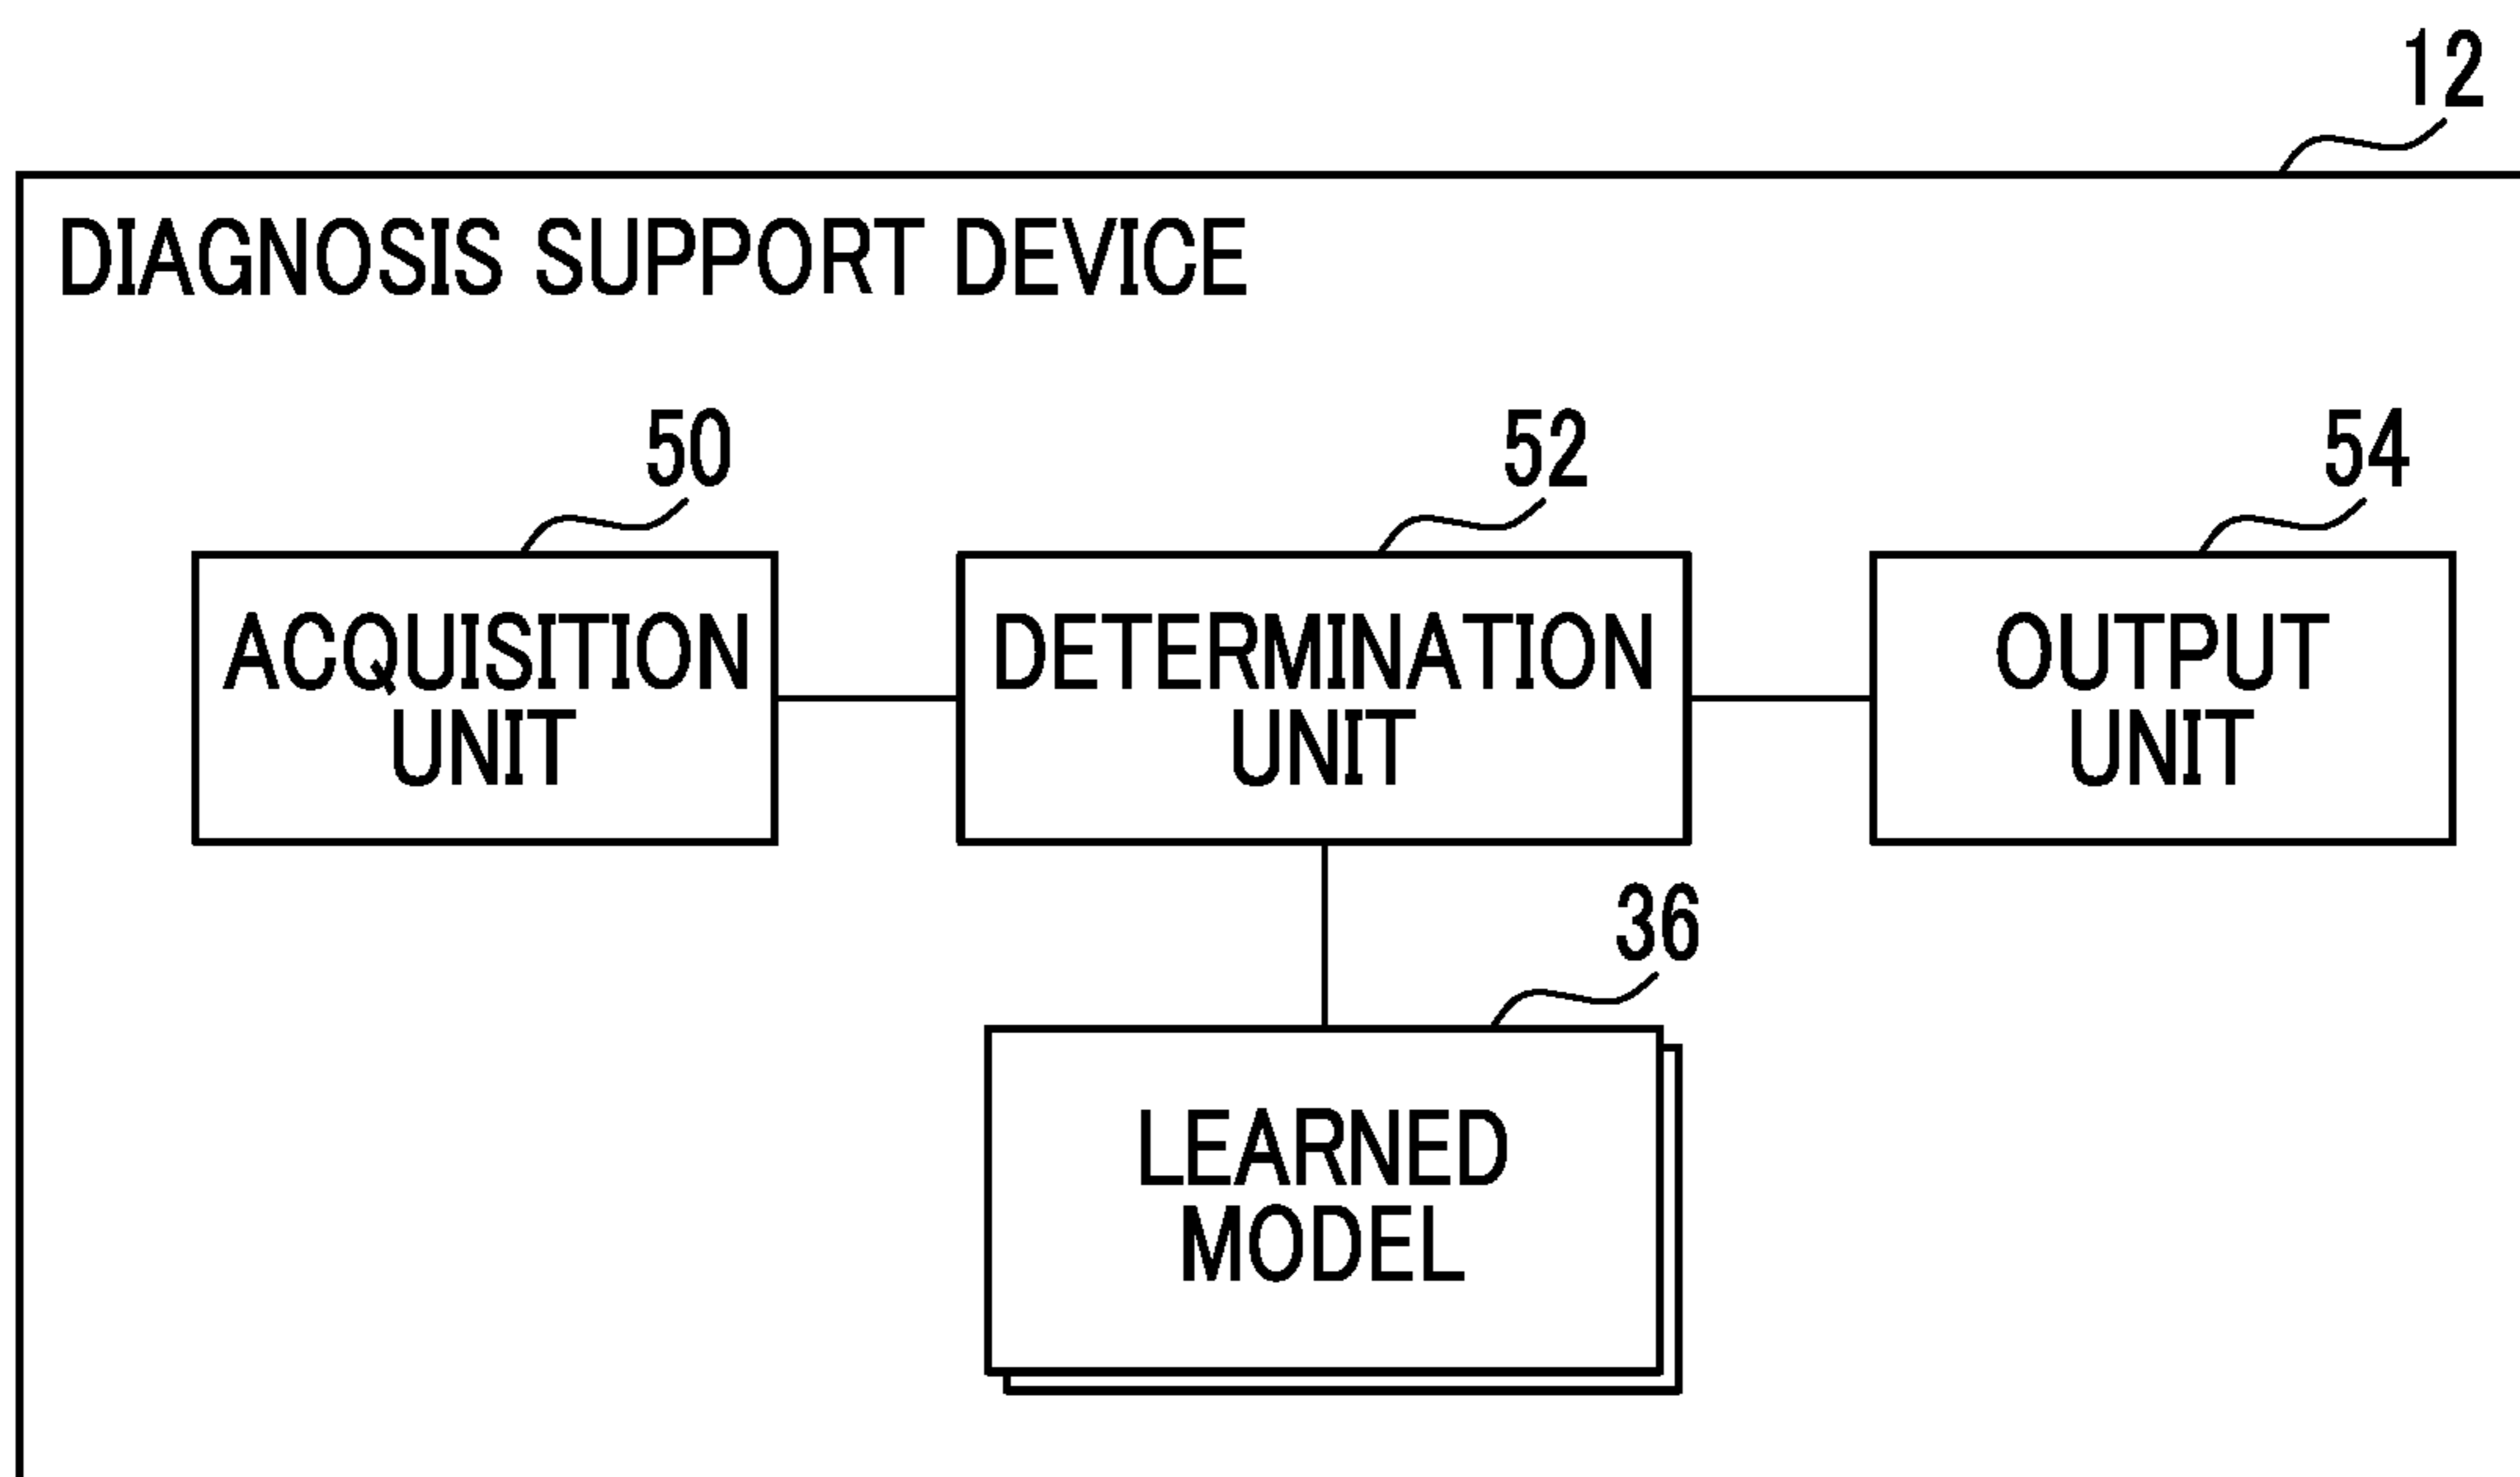 12
DIAGNOSIS SUPPORT DEVICE
50
52
54
ACQUISITION
UNIT
DETERMINATION
UNIT
OUTPUT
UNIT
36
LEARNED
MODEL